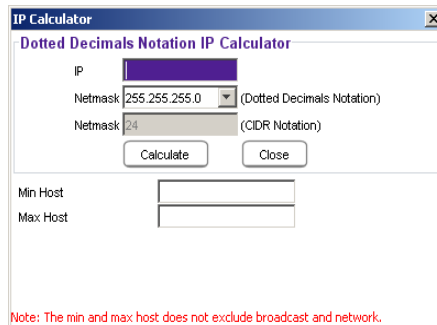 IP Calculator
Dotted Decimals Notation IP Calculator
IP
Netmask 255.255.255.0 (Dotted Decimals Notation)
Netmask 24 (CIDR Notation)
Calculate Close
Min Host
Max Host
Note: The min and max host does not exclude broadcast and network.